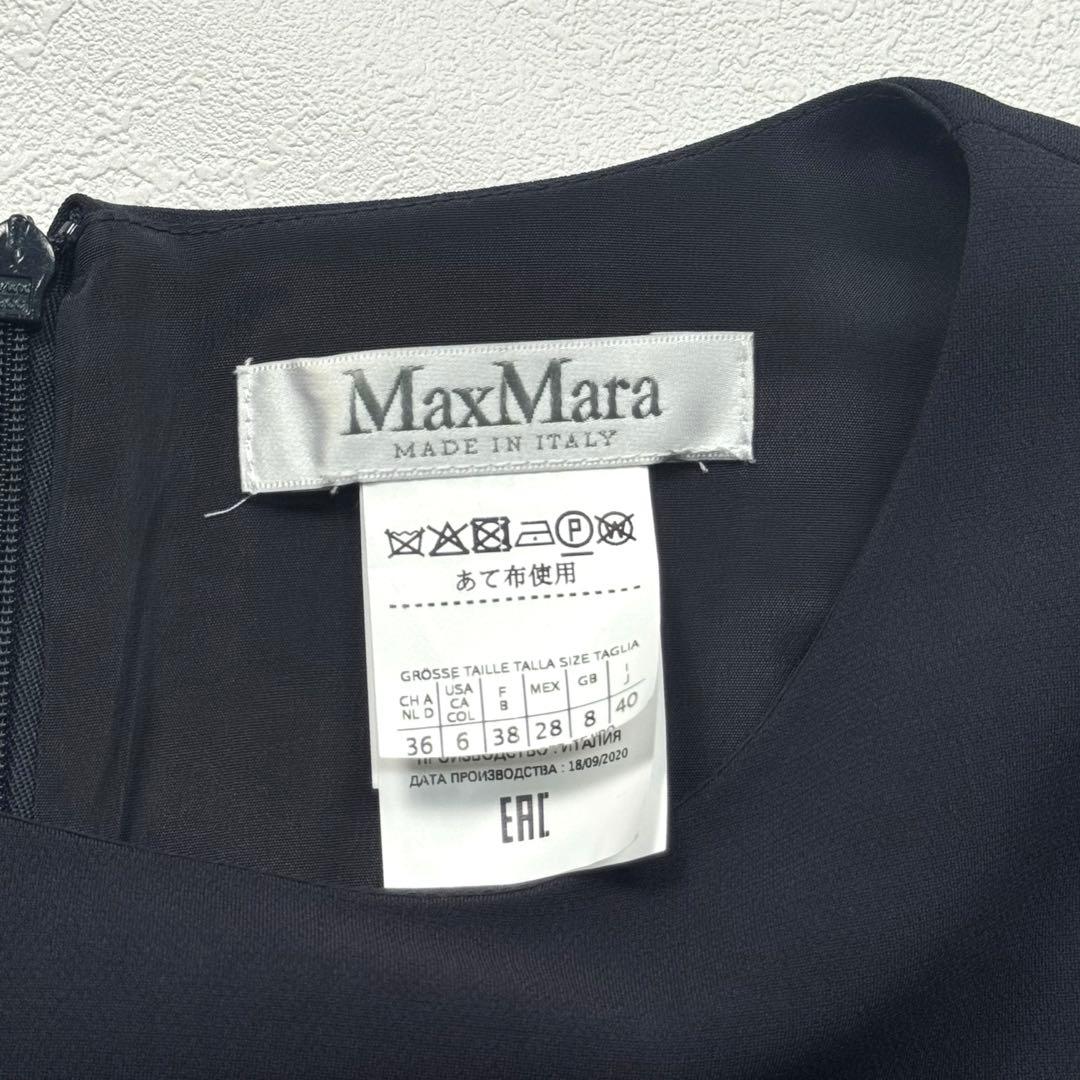 MaxMara
MADE IN ITALY
P W
あて布使用
GRÖSSE TAILLE TALLA SIZE TAGLIA
CH A USA F MEX GB I
NL D CA B J
COL
36 6 38 28 8 40
ПРОИЗВОДСТВО : ИТАЛИЯ
ДАТА ПРОИЗВОДСТВА : 18/09/2020
EAC